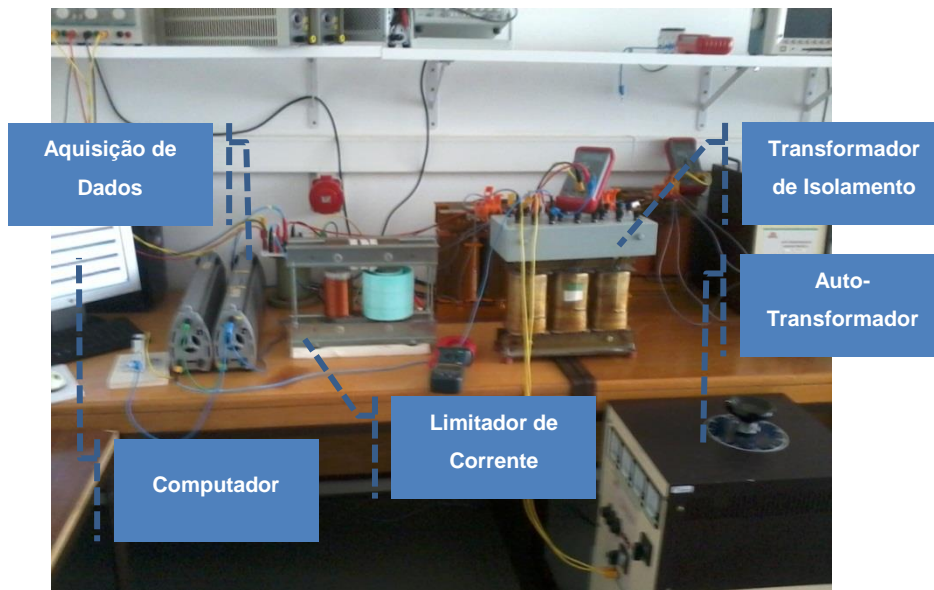 Aquisição de
Dados
Transformador
de Isolamento
Auto-
Transformador
Limitador de
Corrente
Computador